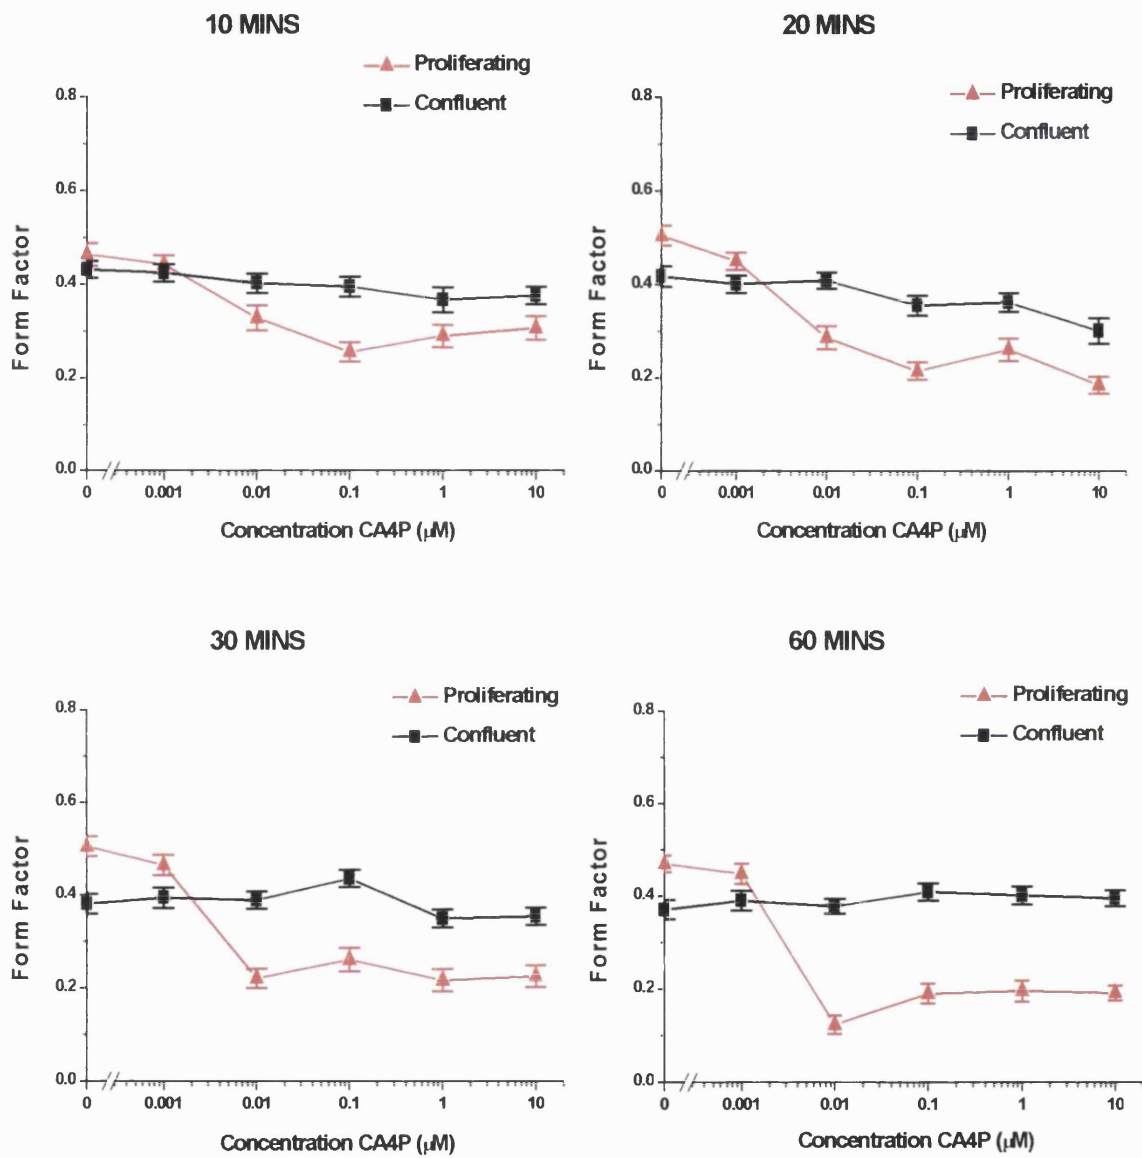 10 MINS
Proliferating
Confluent
Form Factor
0.8
0.6
0.4
0.2
0.0
0 0.001 0.01 0.1 1 10
Concentration CA4P (µM)
20 MINS
Proliferating
Confluent
Form Factor
0.8
0.6
0.4
0.2
0.0
0 0.001 0.01 0.1 1 10
Concentration CA4P (µM)
30 MINS
Proliferating
Confluent
Form Factor
0.8
0.6
0.4
0.2
0.0
0 0.001 0.01 0.1 1 10
Concentration CA4P (µM)
60 MINS
Proliferating
Confluent
Form Factor
0.8
0.6
0.4
0.2
0.0
0 0.001 0.01 0.1 1 10
Concentration CA4P (µM)